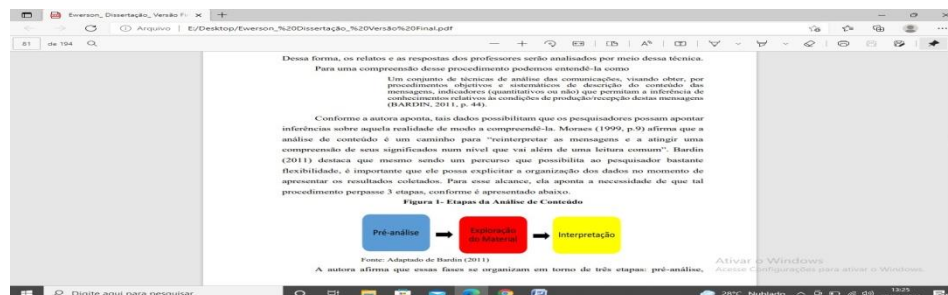 Ewerson_ Dissertação_ Versão Fi
Arquivo | E:/Desktop/Ewerson_%20Dissertação_%20Versão%20Final.pdf
81 de 194
Dessa forma, os relatos e as respostas dos professores serão analisados por meio dessa técnica.
Para uma compreensão desse procedimento podemos entendê-la como
Um conjunto de técnicas de análise das comunicações, visando obter, por
procedimentos objetivos e sistemáticos de descrição do conteúdo das
mensagens, indicadores (quantitativos ou não) que permitam a inferência de
conhecimentos relativos às condições de produção/recepção destas mensagens
(BARDIN, 2011, p. 44).
Conforme a autora aponta, tais dados possibilitam que os pesquisadores possam apontar
inferências sobre aquela realidade de modo a compreendê-la. Moraes (1999, p.9) afirma que a
análise de conteúdo é um caminho para “reinterpretar as mensagens e a atingir uma
compreensão de seus significados num nível que vai além de uma leitura comum”. Bardin
(2011) destaca que mesmo sendo um percurso que possibilita ao pesquisador bastante
flexibilidade, é importante que ele possa explicitar a organização dos dados no momento de
apresentar os resultados coletados. Para esse alcance, ela aponta a necessidade de que tal
procedimento perpasse 3 etapas, conforme é apresentado abaixo.
Figura 1- Etapas da Análise de Conteúdo
Pré-análise
Exploração
do Material
Interpretação
Fonte: Adaptado de Bardin (2011)
A autora afirma que essas fases se organizam em torno de três etapas: pré-análise,
Ativar o Windows
Acesse Configurações para ativar o Windows.
Digite aqui para pesquisar
28°C Nublado
13:25